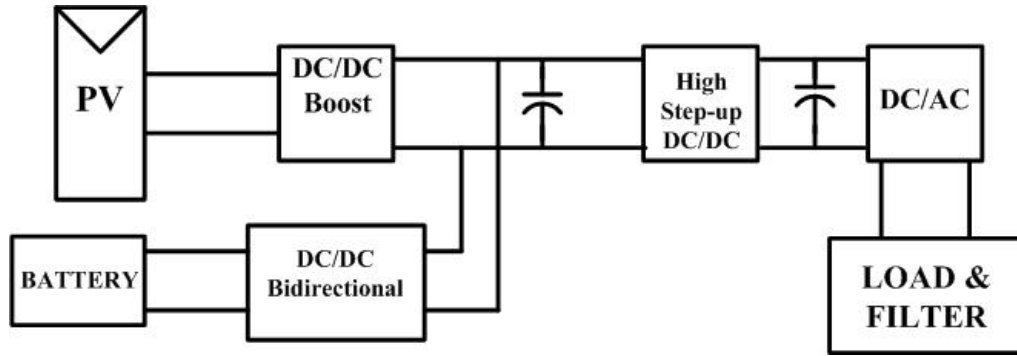 PV
DC/DC
Boost
High
Step-up
DC/DC
DC/AC
BATTERY
DC/DC
Bidirectional
LOAD &
FILTER